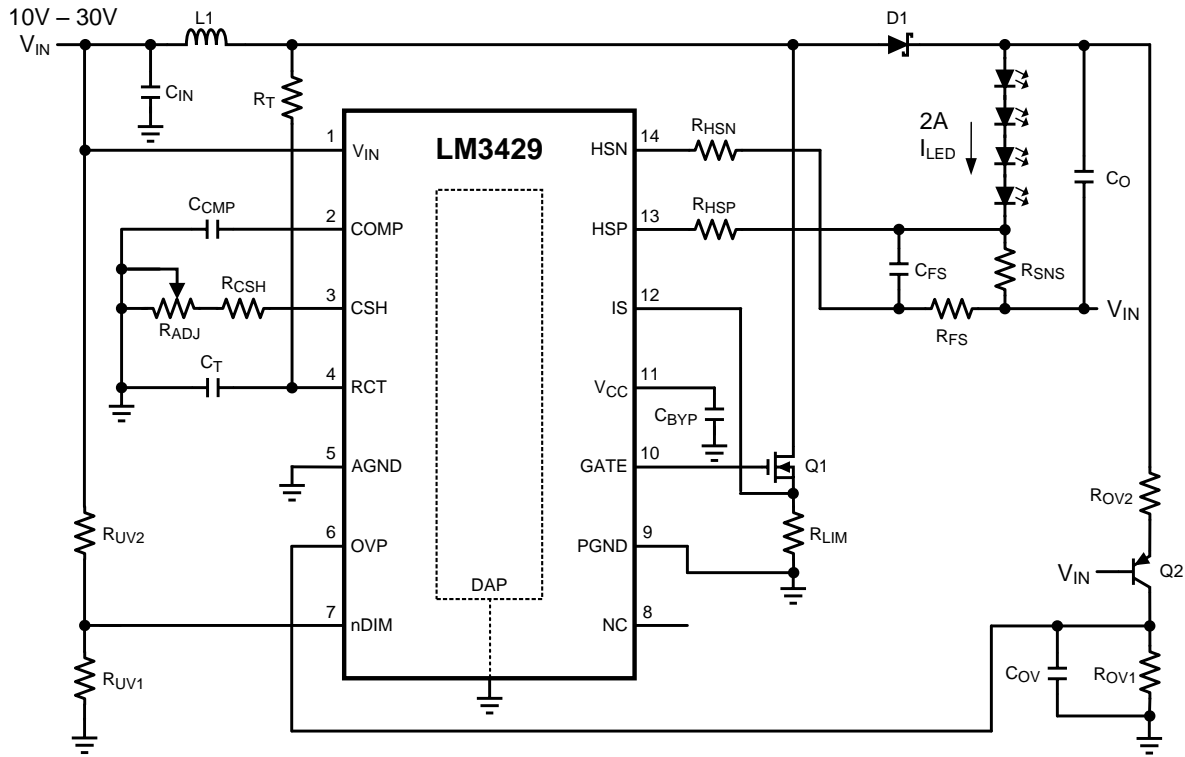 10V – 30V
VIN
L1
D1
CIN
RT
LM3429
2A
ILED
CO
1
VIN
HSN
14
RHSN
CCMP
2
COMP
HSP
13
RHSP
CFS
RSNS
RADJ
RCSH
3
CSH
IS
12
RFS
VIN
CT
4
RCT
VCC
11
CBYP
5
AGND
GATE
10
Q1
RUV2
6
OVP
PGND
9
RLIM
ROV2
DAP
VIN
Q2
7
nDIM
NC
8
RUV1
COV
ROV1